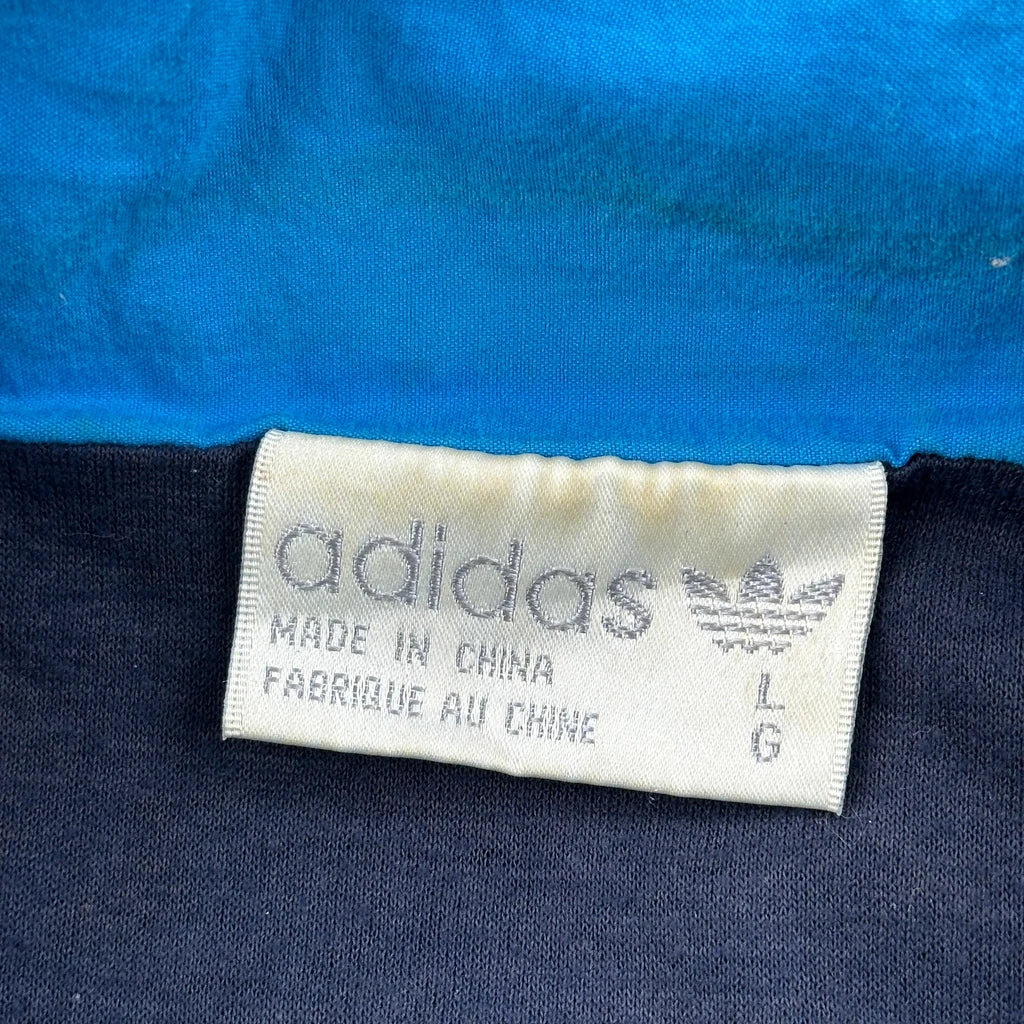 adidas
MADE IN CHINA
FABRIQUE AU CHINE
L
G